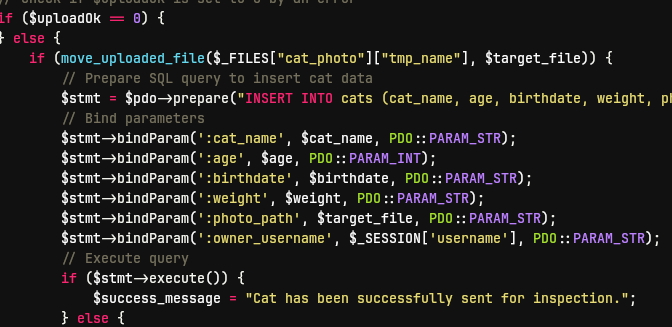 // Check if $uploadOk is set to 0 by an error
if ($uploadOk == 0) {
} else {
if (move_uploaded_file($_FILES["cat_photo"]["tmp_name"], $target_file)) {
// Prepare SQL query to insert cat data
$stmt = $pdo->prepare("INSERT INTO cats (cat_name, age, birthdate, weight, ph
// Bind parameters
$stmt->bindParam(':cat_name', $cat_name, PDO::PARAM_STR);
$stmt->bindParam(':age', $age, PDO::PARAM_INT);
$stmt->bindParam(':birthdate', $birthdate, PDO::PARAM_STR);
$stmt->bindParam(':weight', $weight, PDO::PARAM_STR);
$stmt->bindParam(':photo_path', $target_file, PDO::PARAM_STR);
$stmt->bindParam(':owner_username', $_SESSION['username'], PDO::PARAM_STR);
// Execute query
if ($stmt->execute()) {
$success_message = "Cat has been successfully sent for inspection.";
} else {